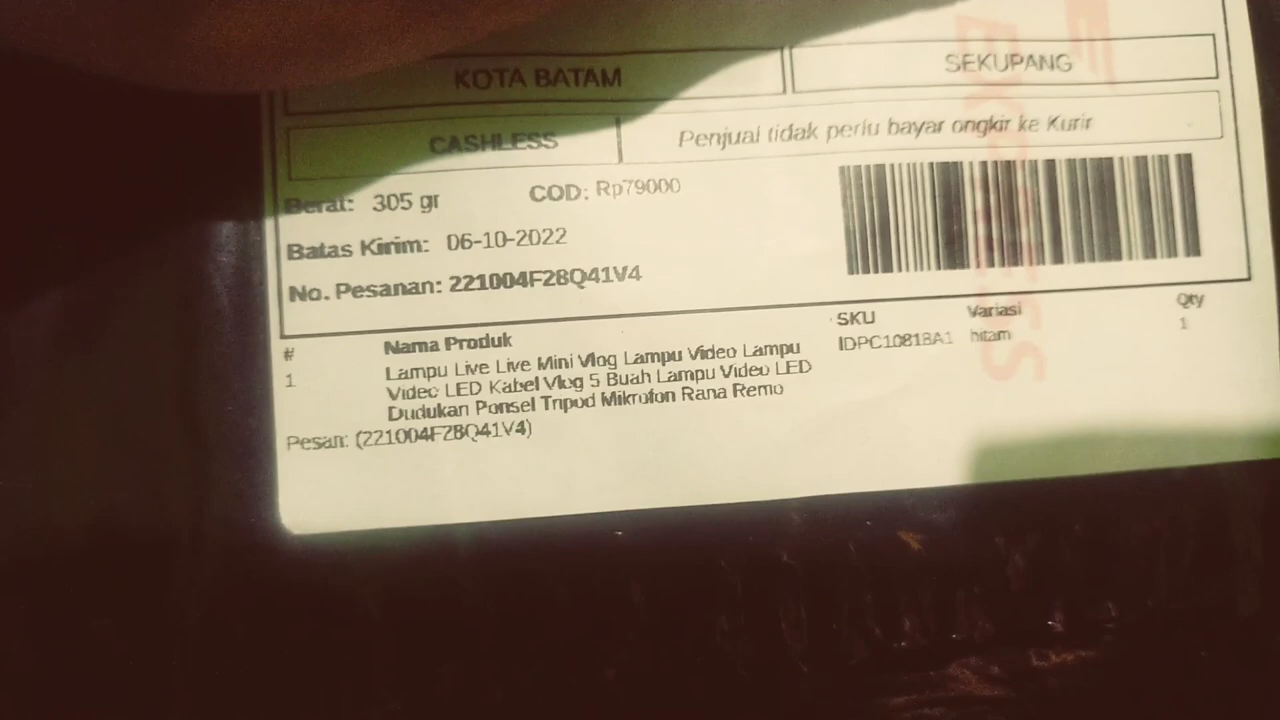 KOTA BATAM
SEKUPANG
CASHLESS
Penjual tidak perlu bayar ongkir ke Kurir
Berat: 305 gr
COD: Rp79000
Batas Kirim: 06-10-2022
No. Pesanan: 221004F28Q41V4
# Nama Produk SKU Variasi Qty
1 Lampu Live Live Mini Vlog Lampu Video Lampu IDPC1081BA1 hitam 1
Video LED Kabel Vlog 5 Buah Lampu Video LED
Dudukan Ponsel Tripod Mikrofon Rana Remo
Pesan: (221004F28Q41V4)